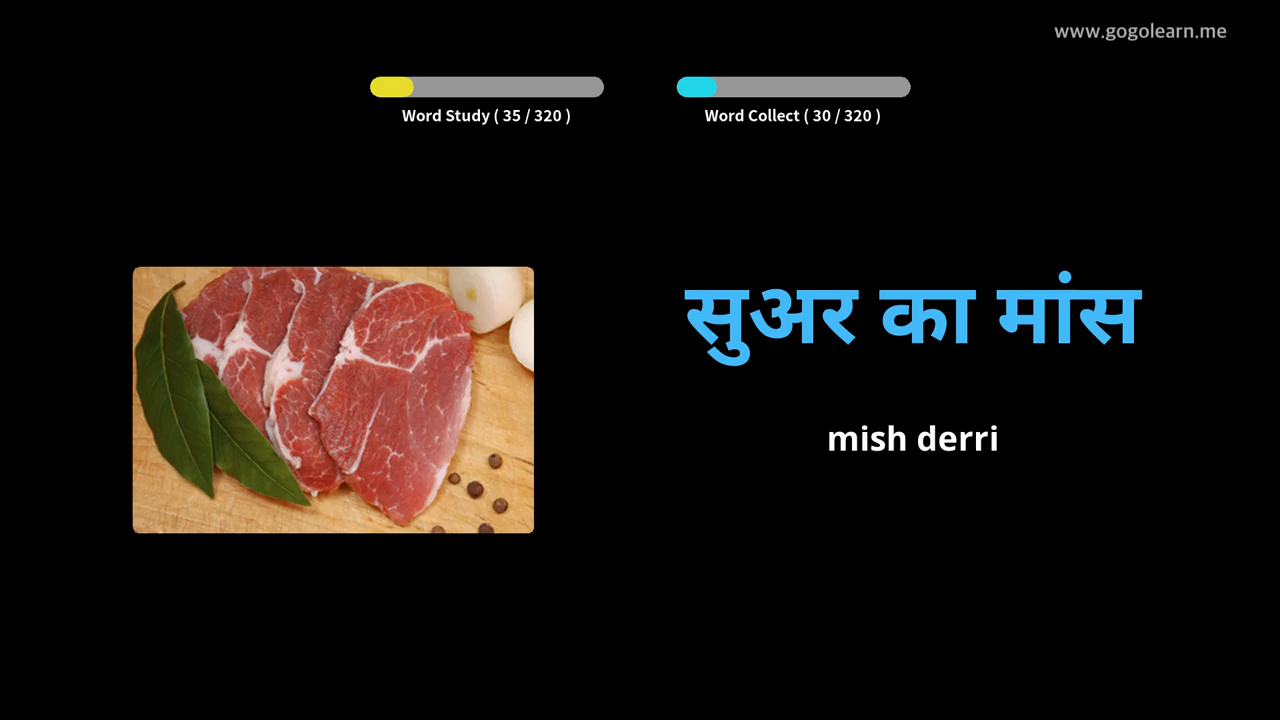 www.gogolearn.me
Word Study ( 35 / 320 )
Word Collect ( 30 / 320 )
सुअर का मांस
mish derri